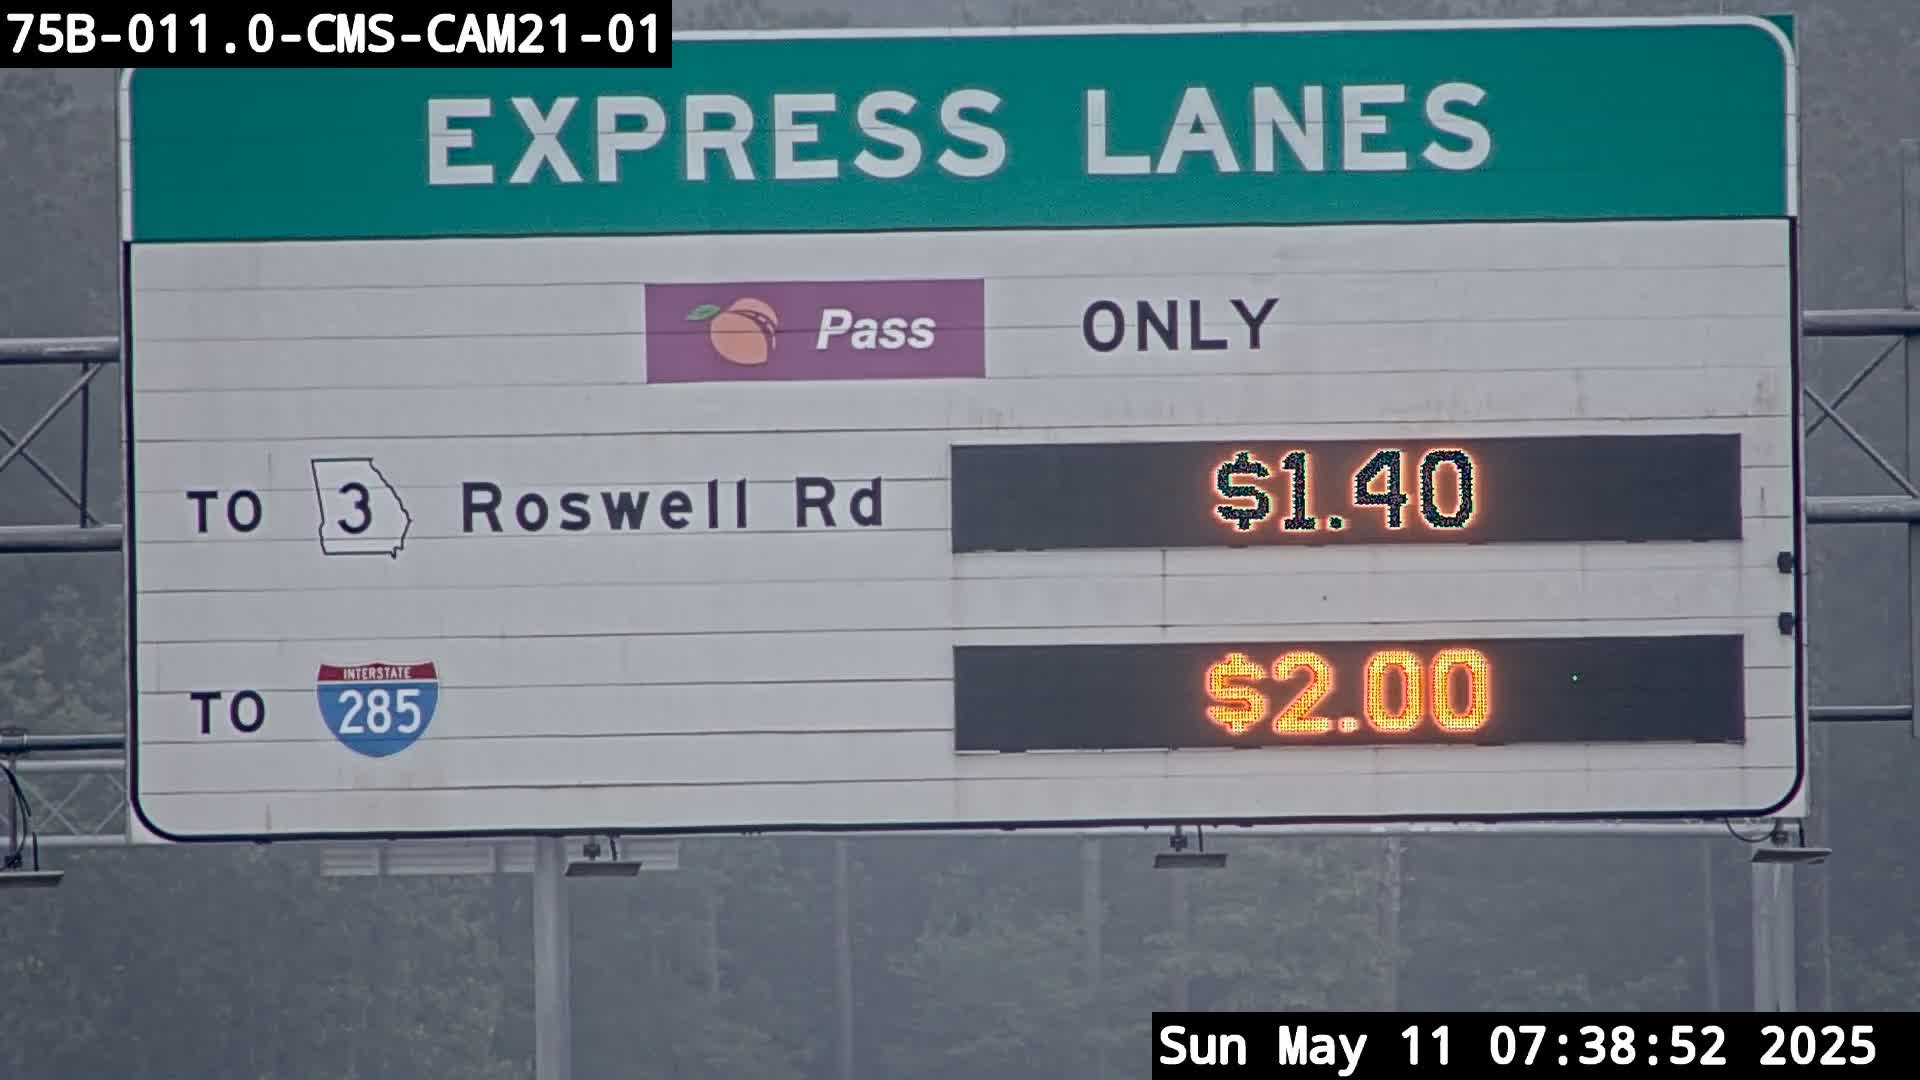 75B-011.0-CMS-CAM21-01
EXPRESS LANES
Pass ONLY
TO 3 Roswell Rd $1.40
INTERSTATE
TO 285 $2.00
Sun May 11 07:38:52 2025